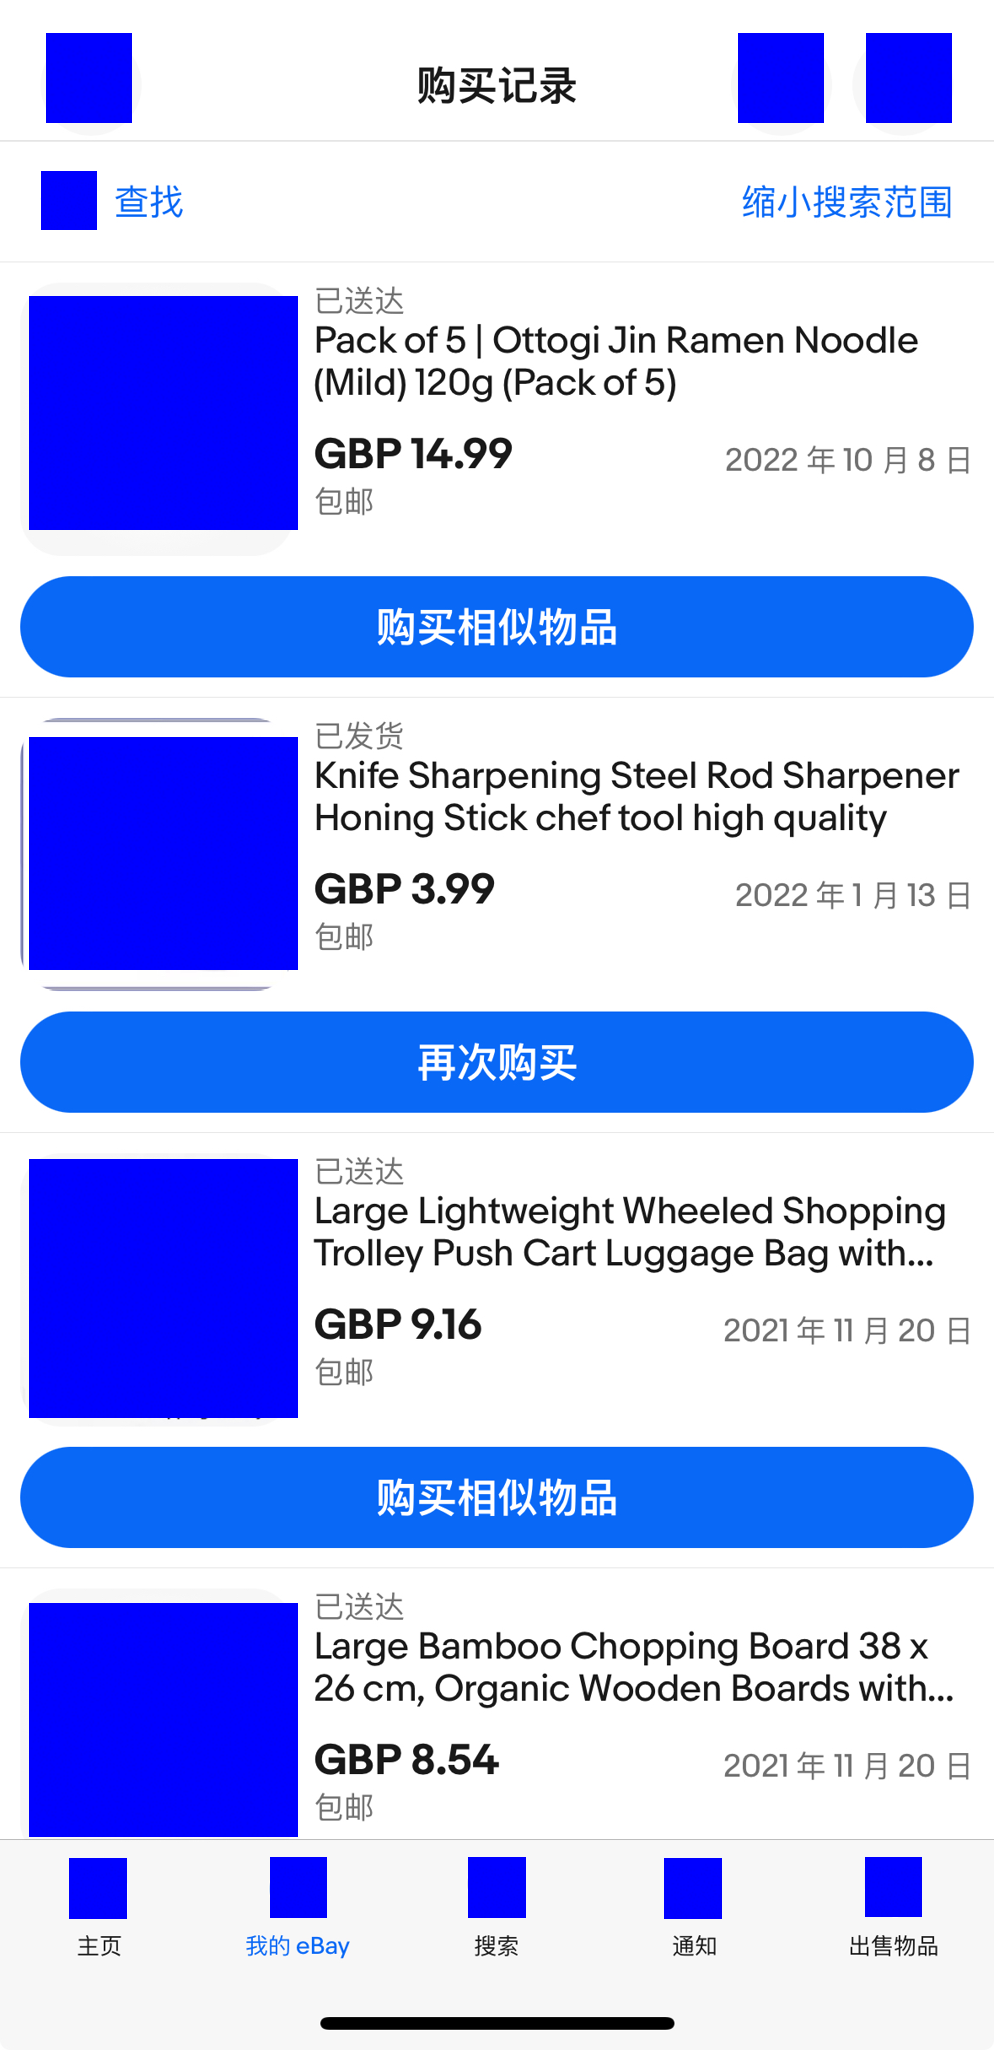 购买记录
查找
缩小搜索范围
已送达
Pack of 5 | Ottogi Jin Ramen Noodle
(Mild) 120g (Pack of 5)
GBP 14.99
2022 年 10 月 8 日
包邮
购买相似物品
已发货
Knife Sharpening Steel Rod Sharpener
Honing Stick chef tool high quality
GBP 3.99
2022 年 1 月 13 日
包邮
再次购买
已送达
Large Lightweight Wheeled Shopping
Trolley Push Cart Luggage Bag with...
GBP 9.16
2021 年 11 月 20 日
包邮
购买相似物品
已送达
Large Bamboo Chopping Board 38 x
26 cm, Organic Wooden Boards with...
GBP 8.54
2021 年 11 月 20 日
包邮
主页
我的 eBay
搜索
通知
出售物品